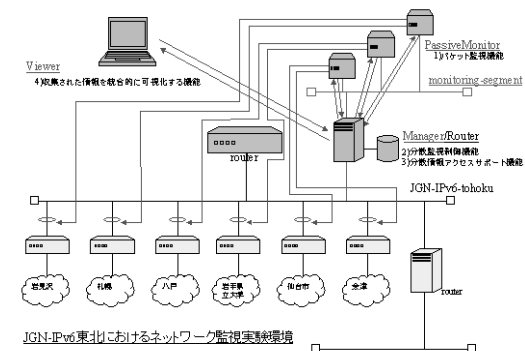 PassiveMonitor
1)パケット監視機能
Viewer
4)収集された情報を統合的に可視化する機能
monitoring-segment
Manager/Router
2)分散監視制御機能
3)分散情報アクセスサポート機能
router
JGN-IPv6-tohoku
岩見沢
札幌
八戸
岩手県
立大学
仙台市
会津
router
JGN-IPv6東北におけるネットワーク監視実験環境